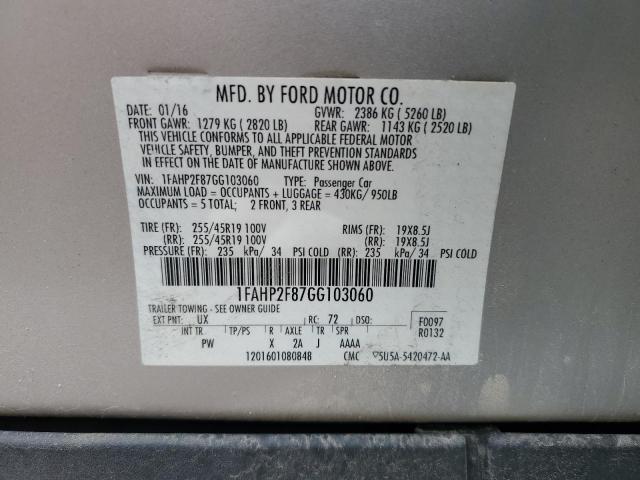 MFD. BY FORD MOTOR CO.
DATE: 01/16 GVWR: 2386 KG ( 5260 LB)
FRONT GAWR: 1279 KG ( 2820 LB) REAR GAWR: 1143 KG ( 2520 LB)
THIS VEHICLE CONFORMS TO ALL APPLICABLE FEDERAL MOTOR
VEHICLE SAFETY, BUMPER, AND THEFT PREVENTION STANDARDS
IN EFFECT ON THE DATE OF MANUFACTURE SHOWN ABOVE.
VIN: 1FAHP2F87GG103060 TYPE: Passenger Car
MAXIMUM LOAD = OCCUPANTS + LUGGAGE = 430KG/ 950LB
OCCUPANTS = 5 TOTAL; 2 FRONT, 3 REAR
TIRE (FR): 255/45R19 100V RIMS (FR): 19X8.5J
(RR): 255/45R19 100V (RR): 19X8.5J
PRESSURE (FR): 235 kPa/ 34 PSI COLD (RR): 235 kPa/ 34 PSI COLD
1FAHP2F87GG103060
TRAILER TOWING - SEE OWNER GUIDE
EXT PNT: UX RC: 72 DSO: F0097
INT TR TP/PS R AXLE TR SPR R0132
PW X 2A J AAAA
120160108084B CMC ▽5U5A-5420472-AA